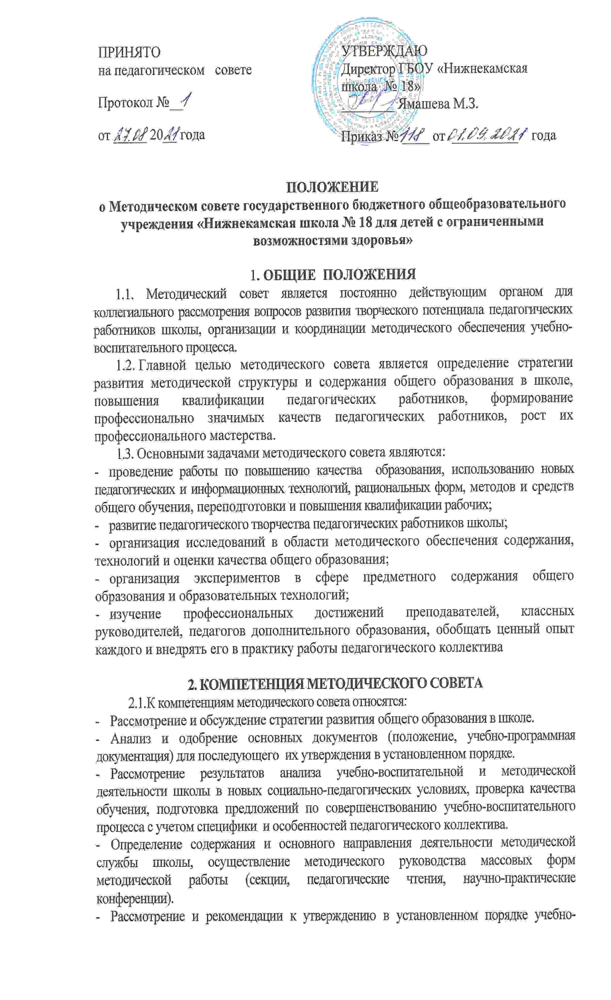 ПРИНЯТО
на педагогическом совете
Протокол № 1
от 27.08 2021 года
УТВЕРЖДАЮ
Директор ГБОУ «Нижнекамская
школа № 18»
Ямашева М.З.
Приказ № 118 от 01.09.2021 года
ПОЛОЖЕНИЕ
о Методическом совете государственного бюджетного общеобразовательного
учреждения «Нижнекамская школа № 18 для детей с ограниченными
возможностями здоровья»
1. ОБЩИЕ ПОЛОЖЕНИЯ
1.1. Методический совет является постоянно действующим органом для
коллегиального рассмотрения вопросов развития творческого потенциала педагогических
работников школы, организации и координации методического обеспечения учебно-
воспитательного процесса.
1.2. Главной целью методического совета является определение стратегии
развития методической структуры и содержания общего образования в школе,
повышения квалификации педагогических работников, формирование
профессионально значимых качеств педагогических работников, рост их
профессионального мастерства.
1.3. Основными задачами методического совета являются:
- проведение работы по повышению качества образования, использованию новых
педагогических и информационных технологий, рациональных форм, методов и средств
общего обучения, переподготовки и повышения квалификации рабочих;
- развитие педагогического творчества педагогических работников школы;
- организация исследований в области методического обеспечения содержания,
технологий и оценки качества общего образования;
- организация экспериментов в сфере предметного содержания общего
образования и образовательных технологий;
- изучение профессиональных достижений преподавателей, классных
руководителей, педагогов дополнительного образования, обобщать ценный опыт
каждого и внедрять его в практику работы педагогического коллектива
2. КОМПЕТЕНЦИЯ МЕТОДИЧЕСКОГО СОВЕТА
2.1.К компетенциям методического совета относятся:
- Рассмотрение и обсуждение стратегии развития общего образования в школе.
- Анализ и одобрение основных документов (положение, учебно-программная
документация) для последующего их утверждения в установленном порядке.
- Рассмотрение результатов анализа учебно-воспитательной и методической
деятельности школы в новых социально-педагогических условиях, проверка качества
обучения, подготовка предложений по совершенствованию учебно-воспитательного
процесса с учетом специфики и особенностей педагогического коллектива.
- Определение содержания и основного направления деятельности методической
службы школы, осуществление методического руководства массовых форм
методической работы (секции, педагогические чтения, научно-практические
конференции).
- Рассмотрение и рекомендации к утверждению в установленном порядке учебно-